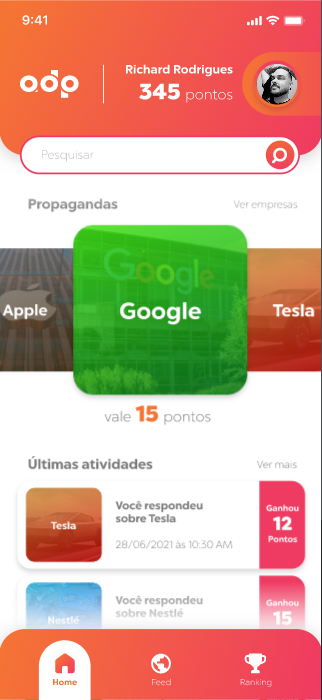 9:41
adp
Richard Rodrigues
345 pontos
Pesquisar
Propagandas
Ver empresas
Google
Apple
Google
Tesla
vale 15 pontos
Últimas atividades
Ver mais
Tesla
Você respondeu
sobre Tesla
28/06/2021 às 10:30 AM
Ganhou
12
Pontos
Nestlé
Você respondeu
sobre Nestlé
Ganhou
15
Home
Feed
Ranking